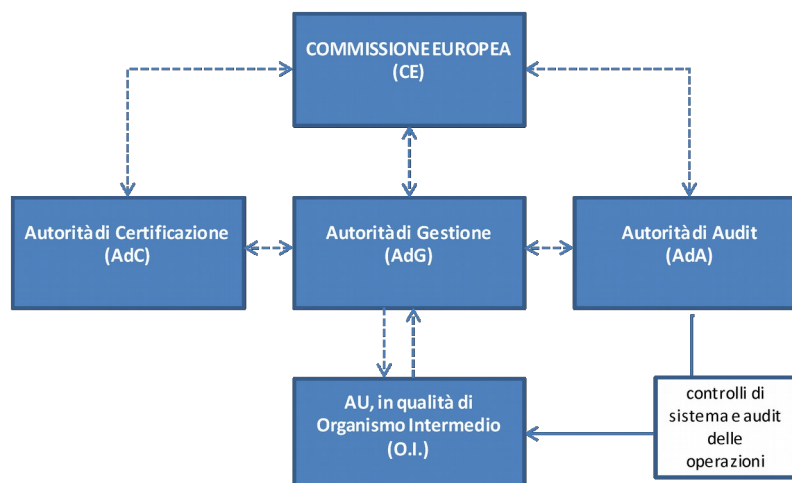 COMMISSIONE EUROPEA
(CE)
Autorità di Certificazione
(AdC)
Autorità di Gestione
(AdG)
Autorità di Audit
(AdA)
AU, in qualità di
Organismo Intermedio
(O.I.)
controlli di
sistema e audit
delle
operazioni